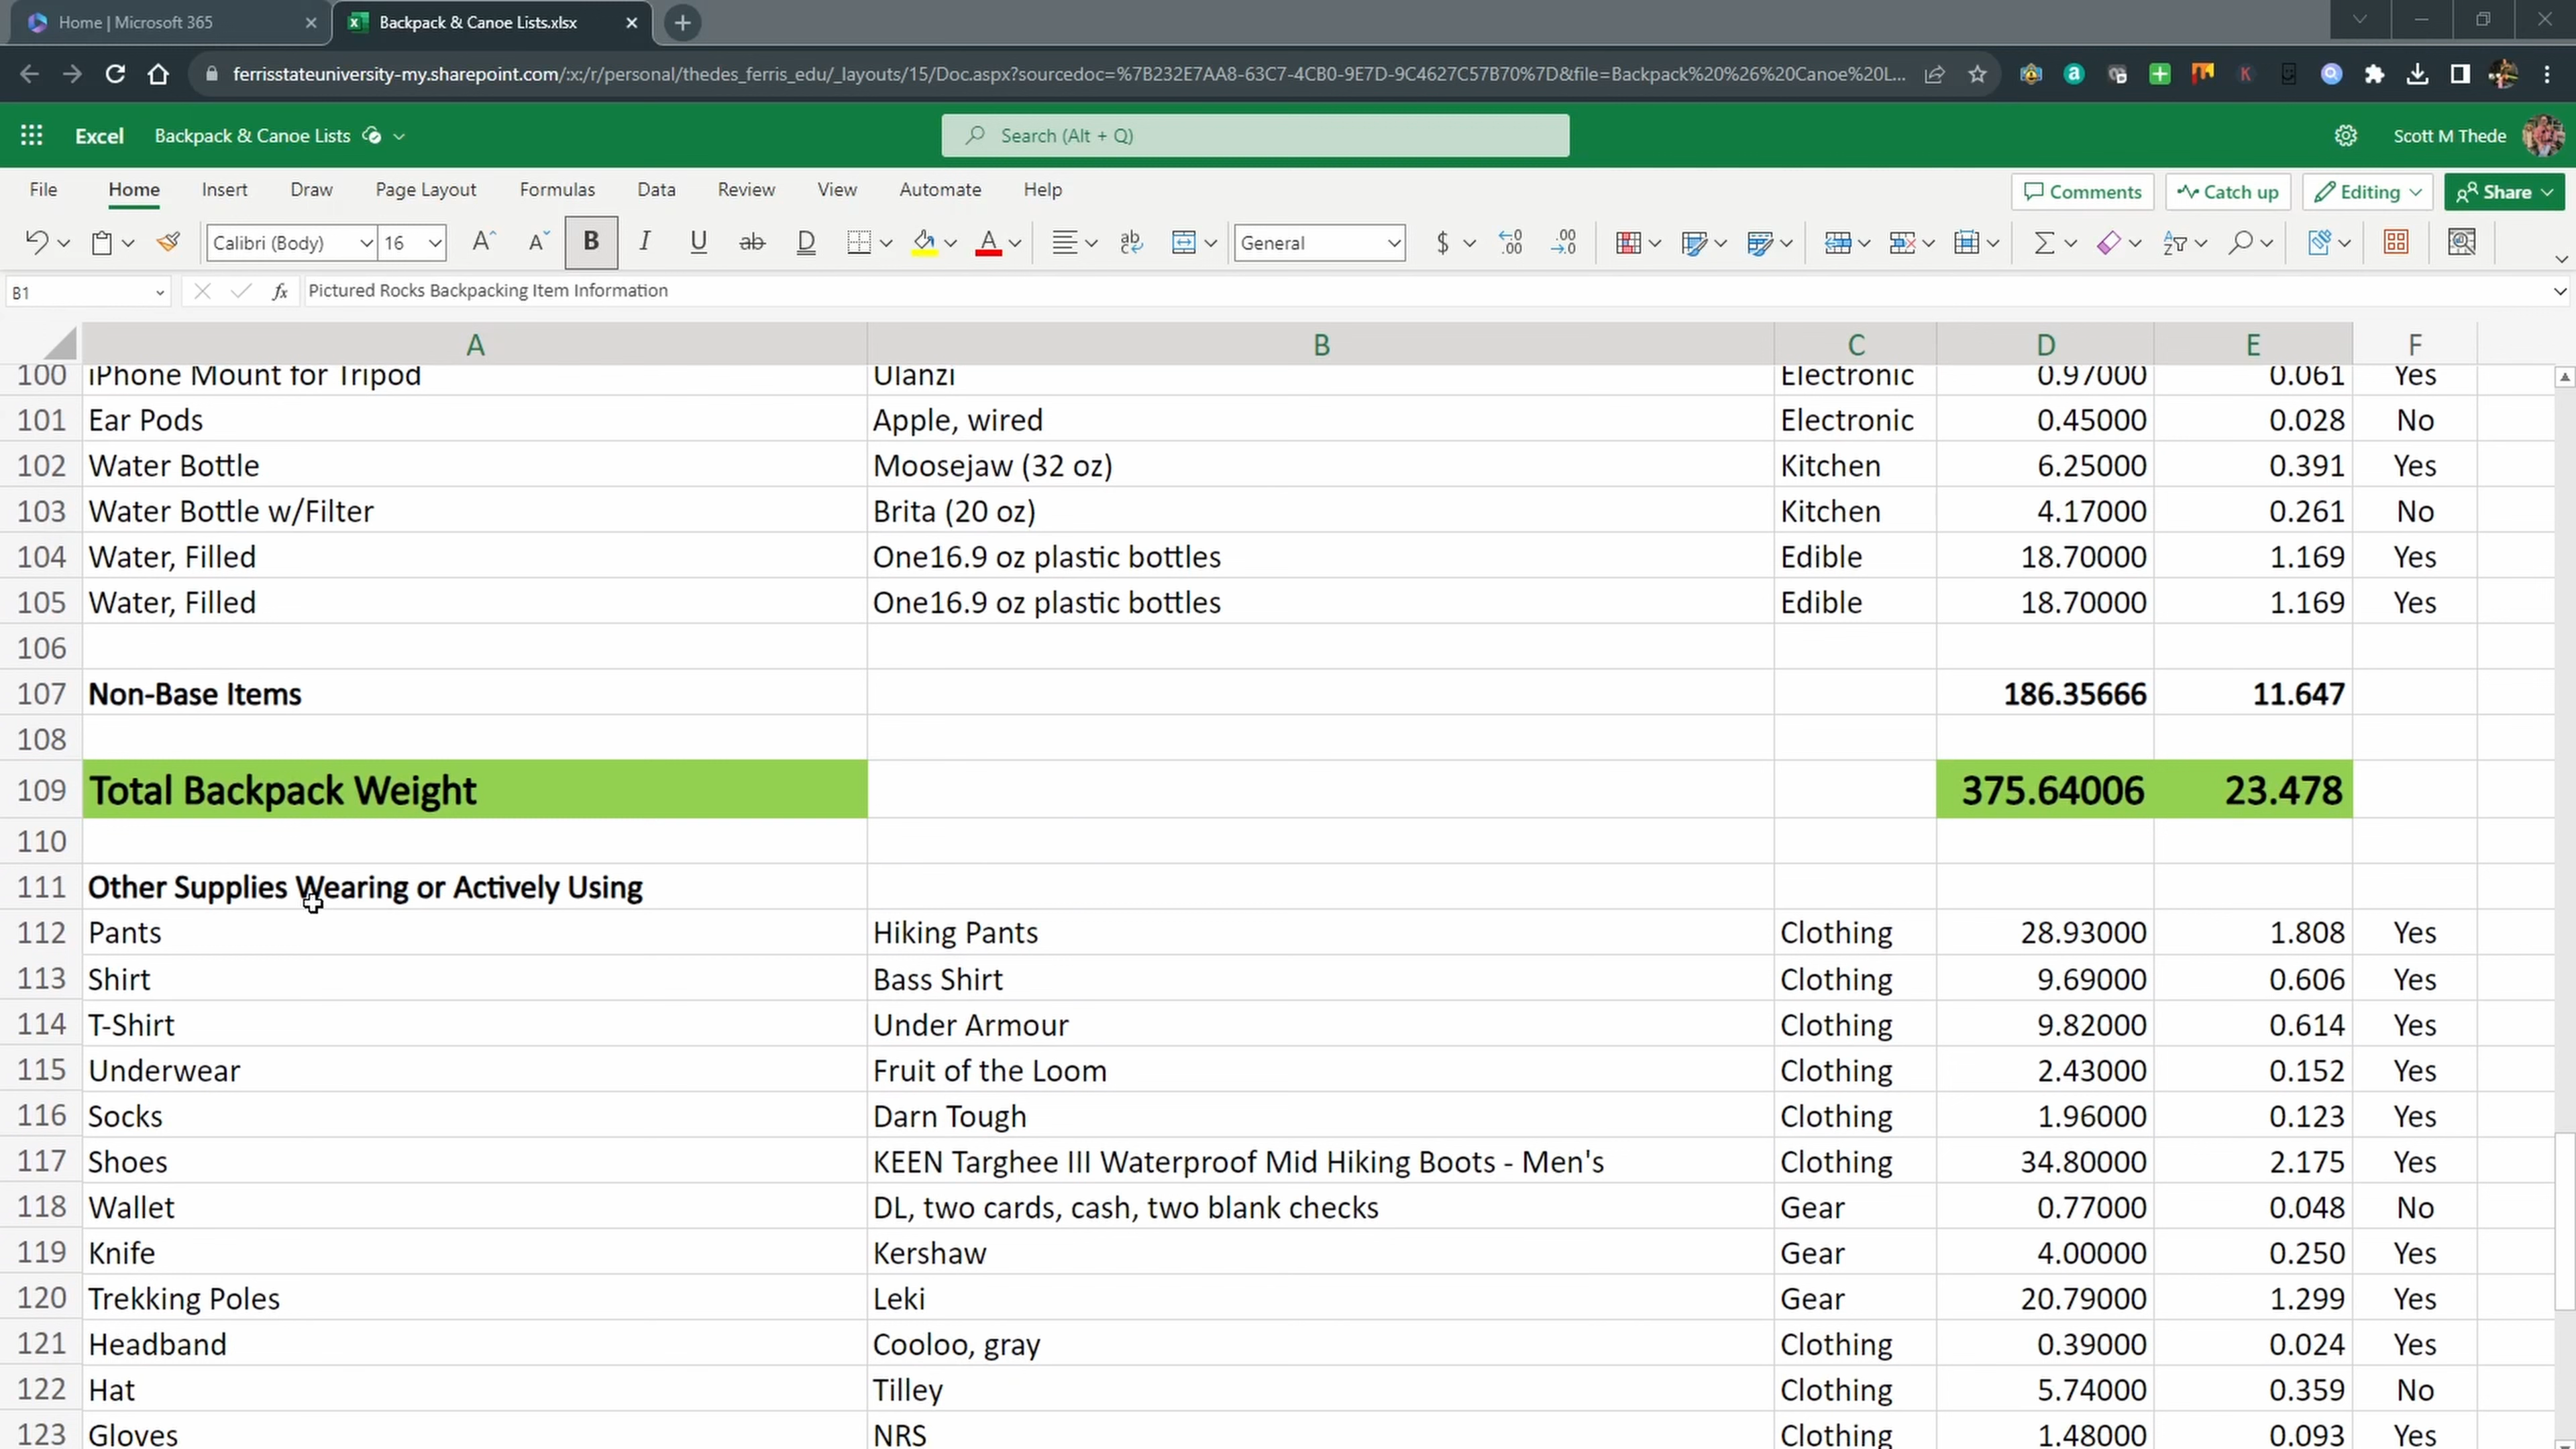 Home | Microsoft 365
Backpack & Canoe Lists.xlsx
ferrisstateuniversity-my.sharepoint.com/:x:/r/personal/thedes_ferris_edu/_layouts/15/Doc.aspx?sourcedoc=%7B232E7AA8-63C7-4CB0-9E7D-9C4627C57B70%7D&file=Backpack%20%26%20Canoe%20L...
Excel Backpack & Canoe Lists Search (Alt + Q) Scott M Thede
File Home Insert Draw Page Layout Formulas Data Review View Automate Help Comments Catch up Editing Share
Calibri (Body) 16 B I U ab D A ab General $ .00 .00
B1 fx Pictured Rocks Backpacking Item Information
A B C D E F
100 iPhone Mount for Tripod Ulanzi Electronic 0.97000 0.061 Yes
101 Ear Pods Apple, wired Electronic 0.45000 0.028 No
102 Water Bottle Moosejaw (32 oz) Kitchen 6.25000 0.391 Yes
103 Water Bottle w/Filter Brita (20 oz) Kitchen 4.17000 0.261 No
104 Water, Filled One16.9 oz plastic bottles Edible 18.70000 1.169 Yes
105 Water, Filled One16.9 oz plastic bottles Edible 18.70000 1.169 Yes
106
107 Non-Base Items 186.35666 11.647
108
109 Total Backpack Weight 375.64006 23.478
110
111 Other Supplies Wearing or Actively Using
112 Pants Hiking Pants Clothing 28.93000 1.808 Yes
113 Shirt Bass Shirt Clothing 9.69000 0.606 Yes
114 T-Shirt Under Armour Clothing 9.82000 0.614 Yes
115 Underwear Fruit of the Loom Clothing 2.43000 0.152 Yes
116 Socks Darn Tough Clothing 1.96000 0.123 Yes
117 Shoes KEEN Targhee III Waterproof Mid Hiking Boots - Men's Clothing 34.80000 2.175 Yes
118 Wallet DL, two cards, cash, two blank checks Gear 0.77000 0.048 No
119 Knife Kershaw Gear 4.00000 0.250 Yes
120 Trekking Poles Leki Gear 20.79000 1.299 Yes
121 Headband Cooloo, gray Clothing 0.39000 0.024 Yes
122 Hat Tilley Clothing 5.74000 0.359 No
123 Gloves NRS Clothing 1.48000 0.093 Yes